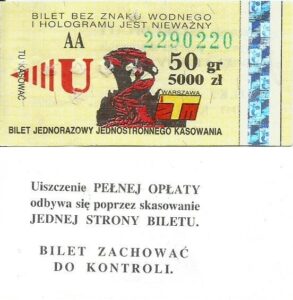 BILET BEZ ZNAKU WODNEGO
I HOLOGRAMU JEST NIEWAŻNY
AA 2290220
TU KASOWAĆ
U
50 gr
5000 zł
WARSZAWA
ZTM
BILET JEDNORAZOWY JEDNOSTRONNEGO KASOWANIA
Uiszczenie PEŁNEJ OPŁATY
odbywa się poprzez skasowanie
JEDNEJ STRONY BILETU.
BILET ZACHOWAĆ
DO KONTROLI.